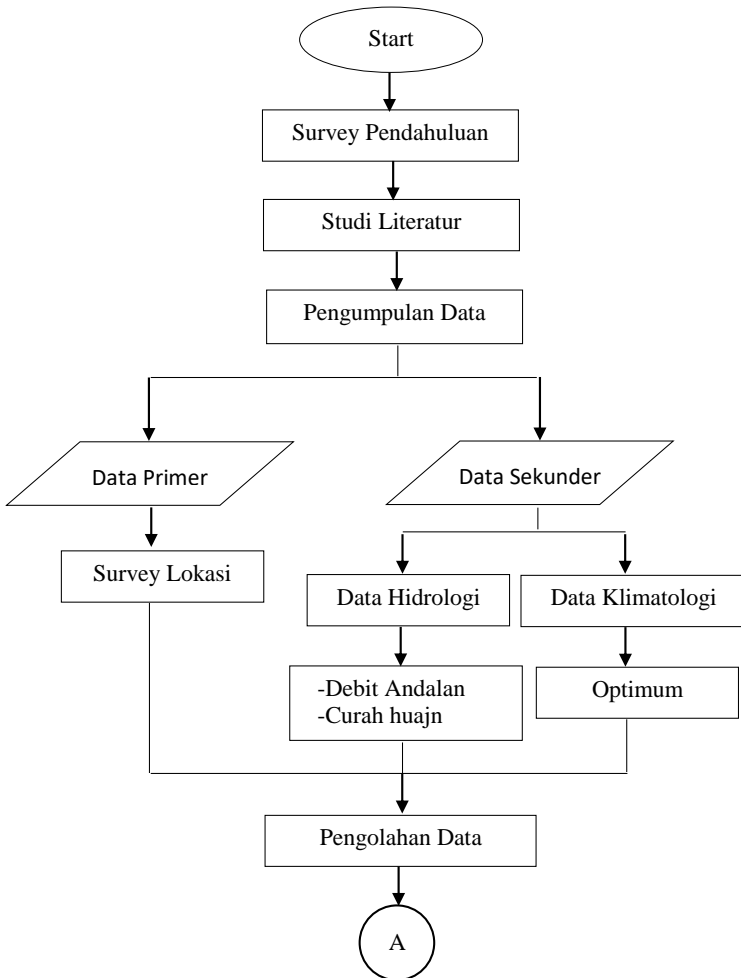 Start
Survey Pendahuluan
Studi Literatur
Pengumpulan Data
Data Primer
Data Sekunder
Survey Lokasi
Data Hidrologi
Data Klimatologi
-Debit Andalan
-Curah huajn
Optimum
Pengolahan Data
A